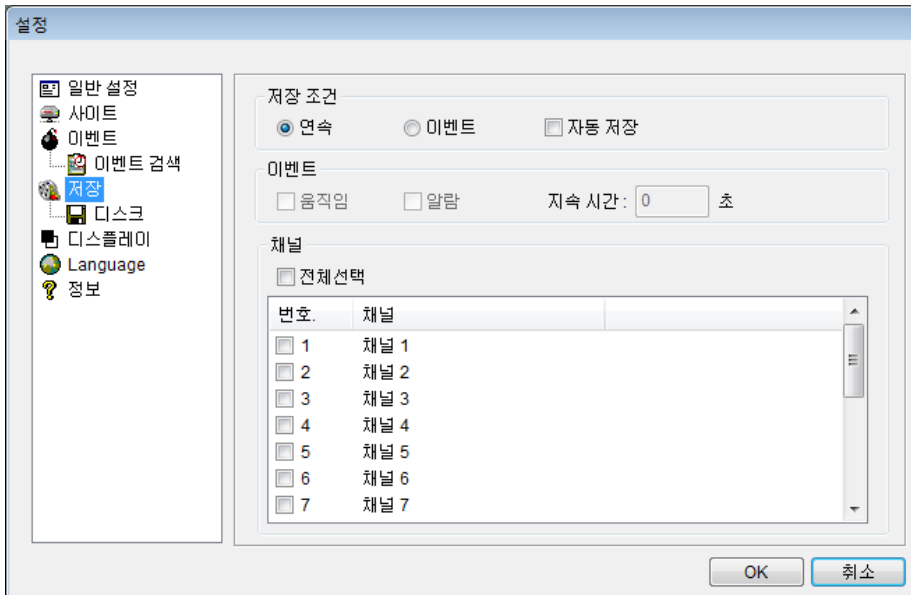 설정
일반 설정
사이트
이벤트
이벤트 검색
저장
디스크
디스플레이
Language
정보
저장 조건
연속 이벤트 자동 저장
이벤트
움직임 알람 지속 시간 : 0 초
채널
전체선택
번호. 채널
1 채널 1
2 채널 2
3 채널 3
4 채널 4
5 채널 5
6 채널 6
7 채널 7
OK 취소